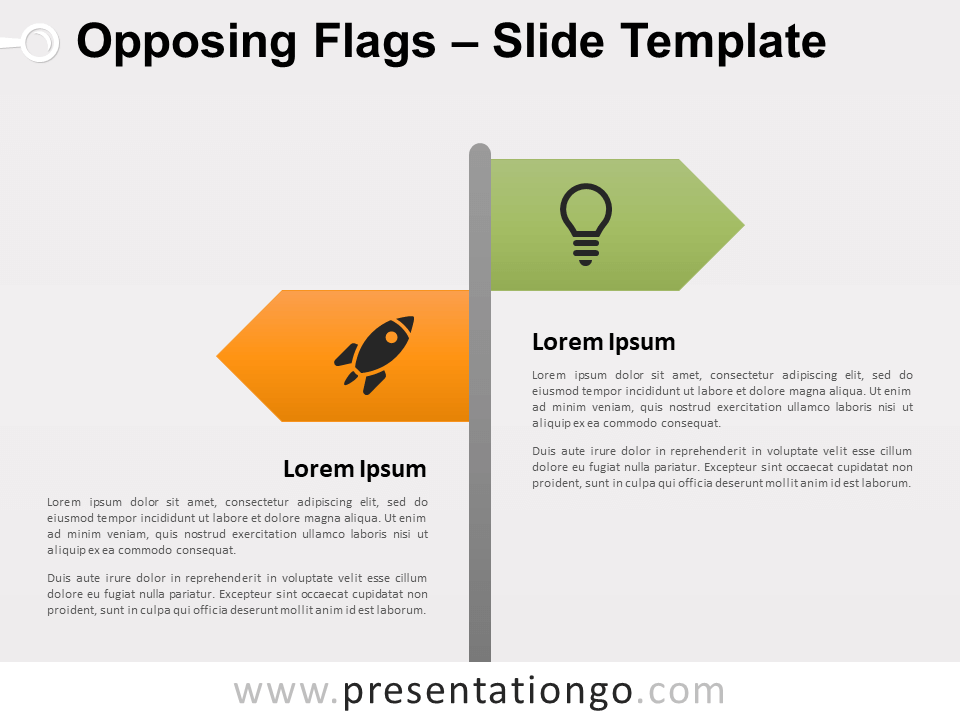 Opposing Flags – Slide Template
Lorem Ipsum
Lorem ipsum dolor sit amet, consectetur adipiscing elit, sed do
eiusmod tempor incididunt ut labore et dolore magna aliqua. Ut enim
ad minim veniam, quis nostrud exercitation ullamco laboris nisi ut
aliquip ex ea commodo consequat.
Duis aute irure dolor in reprehenderit in voluptate velit esse cillum
dolore eu fugiat nulla pariatur. Excepteur sint occaecat cupidatat non
proident, sunt in culpa qui officia deserunt mollit anim id est laborum.
Lorem Ipsum
Lorem ipsum dolor sit amet, consectetur adipiscing elit, sed do
eiusmod tempor incididunt ut labore et dolore magna aliqua. Ut enim
ad minim veniam, quis nostrud exercitation ullamco laboris nisi ut
aliquip ex ea commodo consequat.
Duis aute irure dolor in reprehenderit in voluptate velit esse cillum
dolore eu fugiat nulla pariatur. Excepteur sint occaecat cupidatat non
proident, sunt in culpa qui officia deserunt mollit anim id est laborum.
www.presentationgo.com